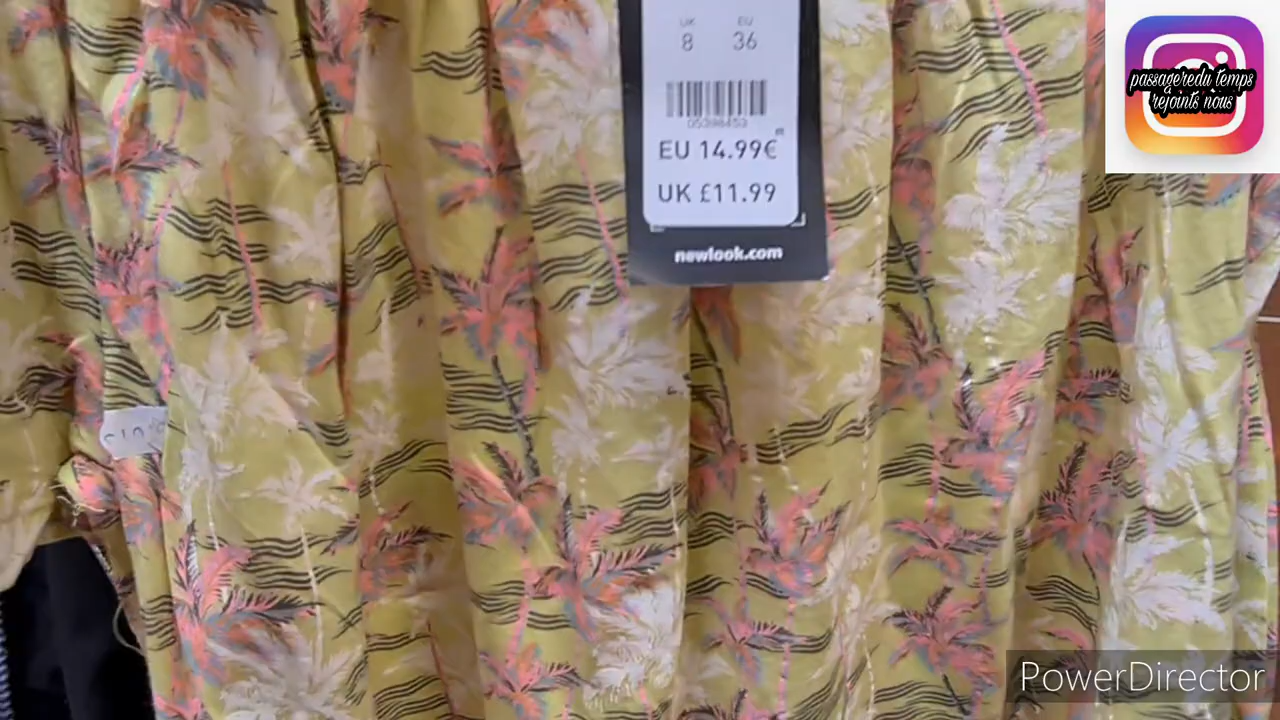 UK EU
8 36
EU 14.99€
UK £11.99
newlook.com
passageredu temps
rejoints nous
PowerDirector